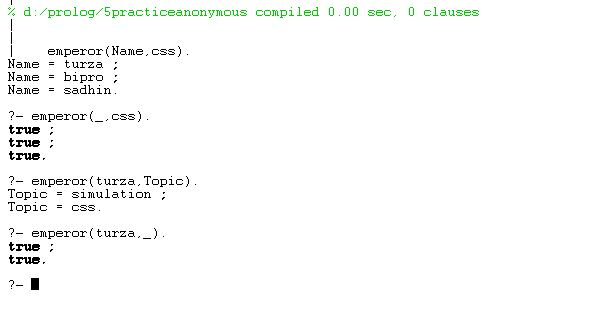 % d:/prolog/5practiceanonymous compiled 0.00 sec, 0 clauses
|
|
|    emperor(Name,css).
Name = turza ;
Name = bipro ;
Name = sadhin.
?- emperor(_,css).
true ;
true ;
true.
?- emperor(turza,Topic).
Topic = simulation ;
Topic = css.
?- emperor(turza,_).
true ;
true.
?-